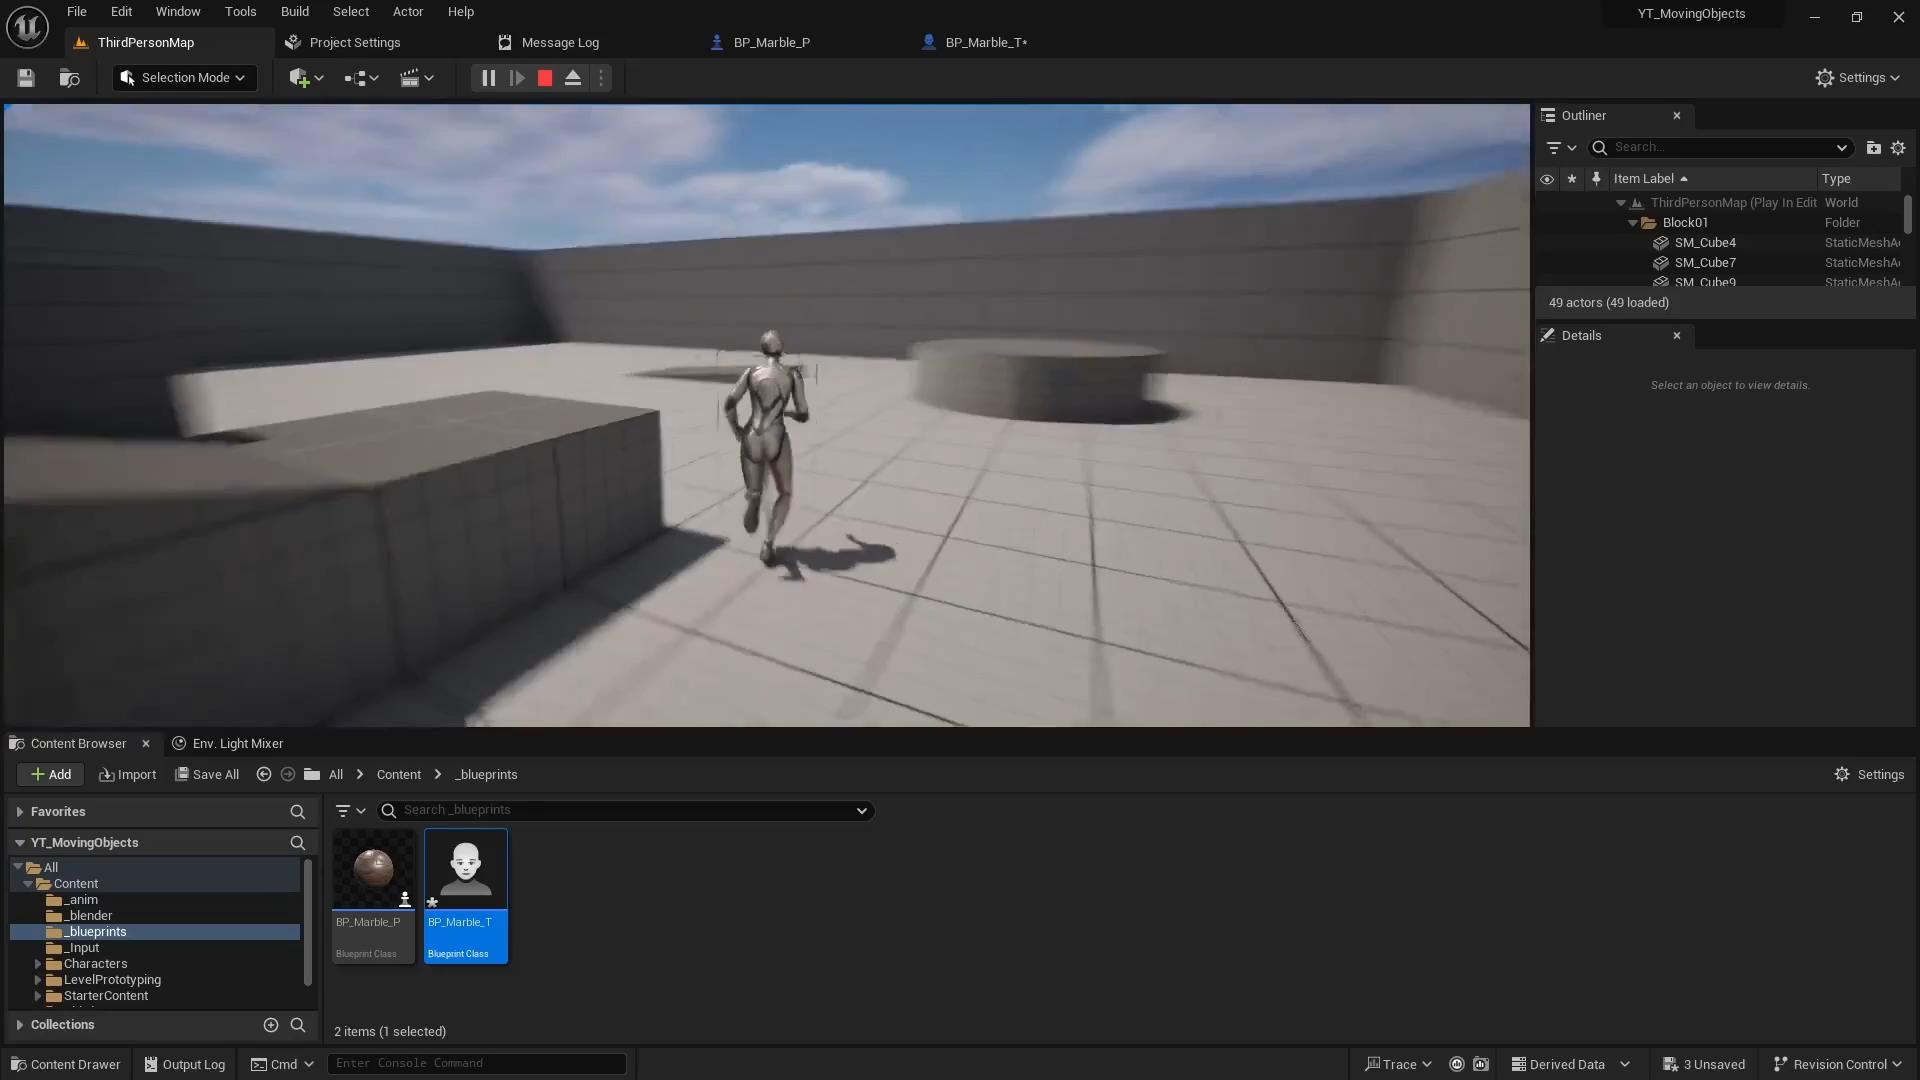 File Edit Window Tools Build Select Actor Help
YT_MovingObjects
ThirdPersonMap Project Settings Message Log BP_Marble_P BP_Marble_T*
Selection Mode
Settings
Outliner
Search...
Item Label Type
ThirdPersonMap (Play In Edit World
Block01 Folder
SM_Cube4 StaticMeshA
SM_Cube7 StaticMeshA
SM_Cube9 StaticMeshA
49 actors (49 loaded)
Details
Select an object to view details.
Content Browser Env. Light Mixer
Add Import Save All All Content _blueprints
Settings
Favorites
Search _blueprints
YT_MovingObjects
All
Content
_anim
_blender
_blueprints
_Input
Characters
LevelPrototyping
StarterContent
Collections
BP_Marble_P
Blueprint Class
BP_Marble_T
Blueprint Class
2 items (1 selected)
Content Drawer Output Log Cmd Enter Console Command
Trace Derived Data 3 Unsaved Revision Control